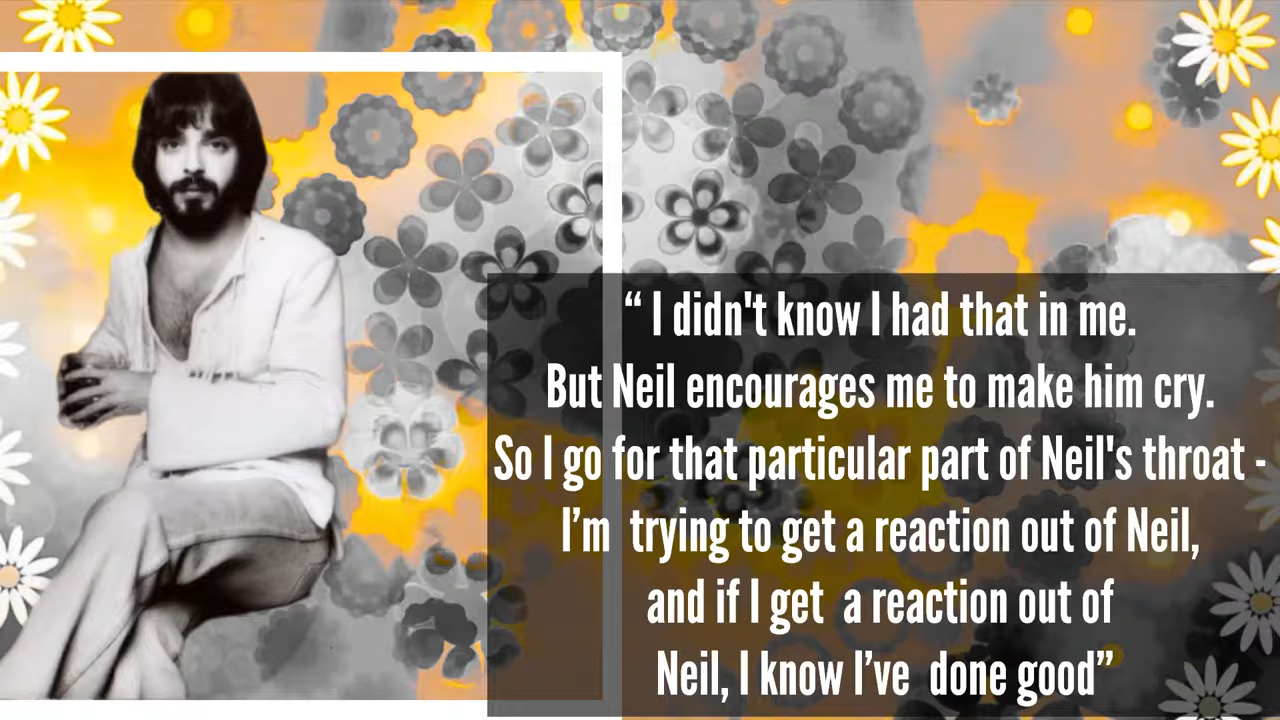 “ I didn't know I had that in me.
But Neil encourages me to make him cry.
So I go for that particular part of Neil's throat -
I’m  trying to get a reaction out of Neil,
and if I get  a reaction out of
Neil, I know I’ve  done good”